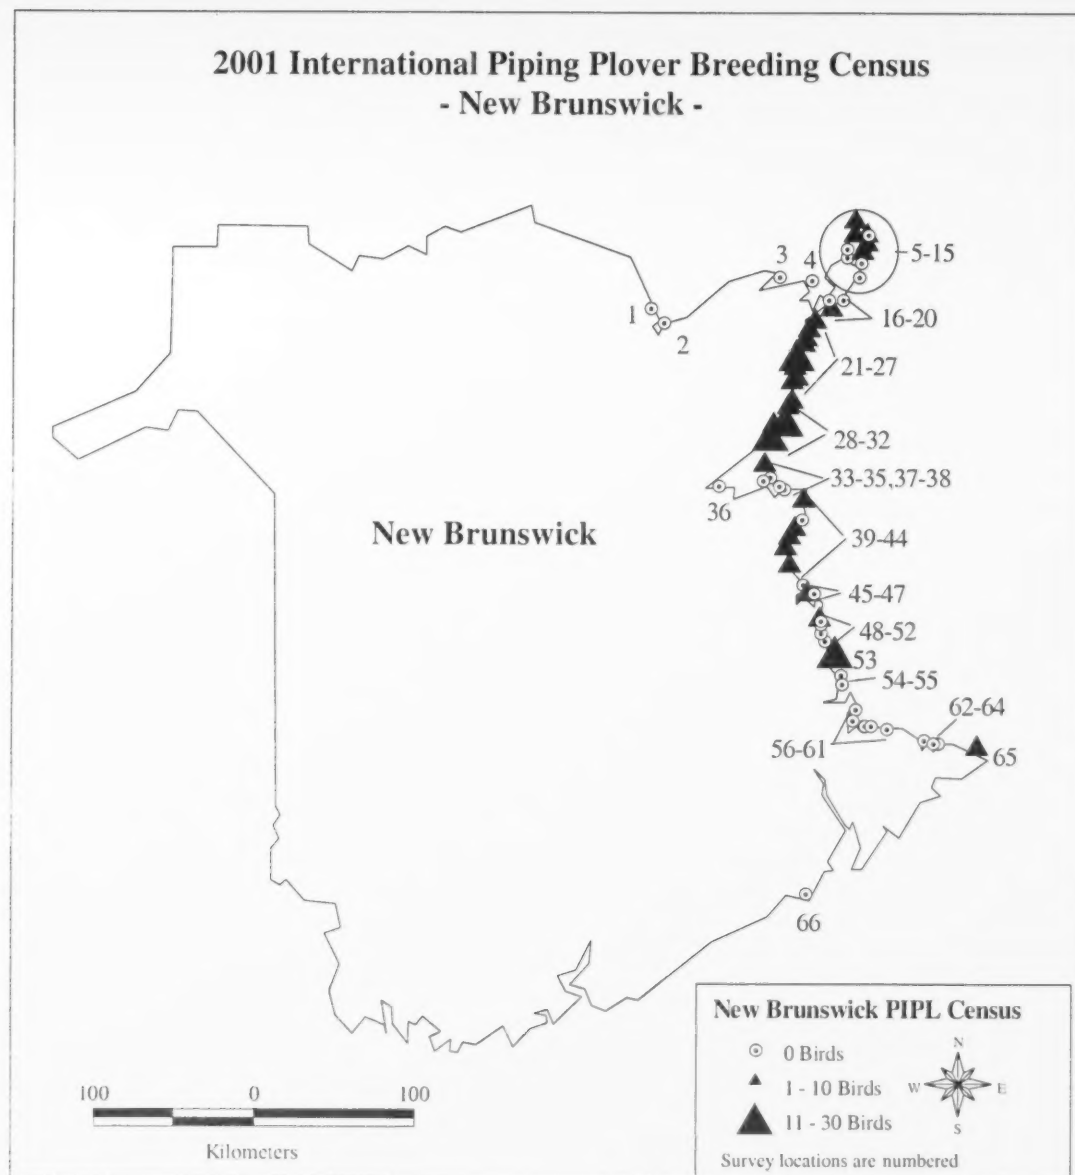 2001 International Piping Plover Breeding Census
- New Brunswick -
3
4
5-15
1
2
16-20
21-27
28-32
33-35,37-38
36
New Brunswick
39-44
45-47
48-52
53
54-55
62-64
56-61
65
66
New Brunswick PIPL Census
0 Birds
1 - 10 Birds
11 - 30 Birds
N
W
E
S
Survey locations are numbered
100
0
100
Kilometers